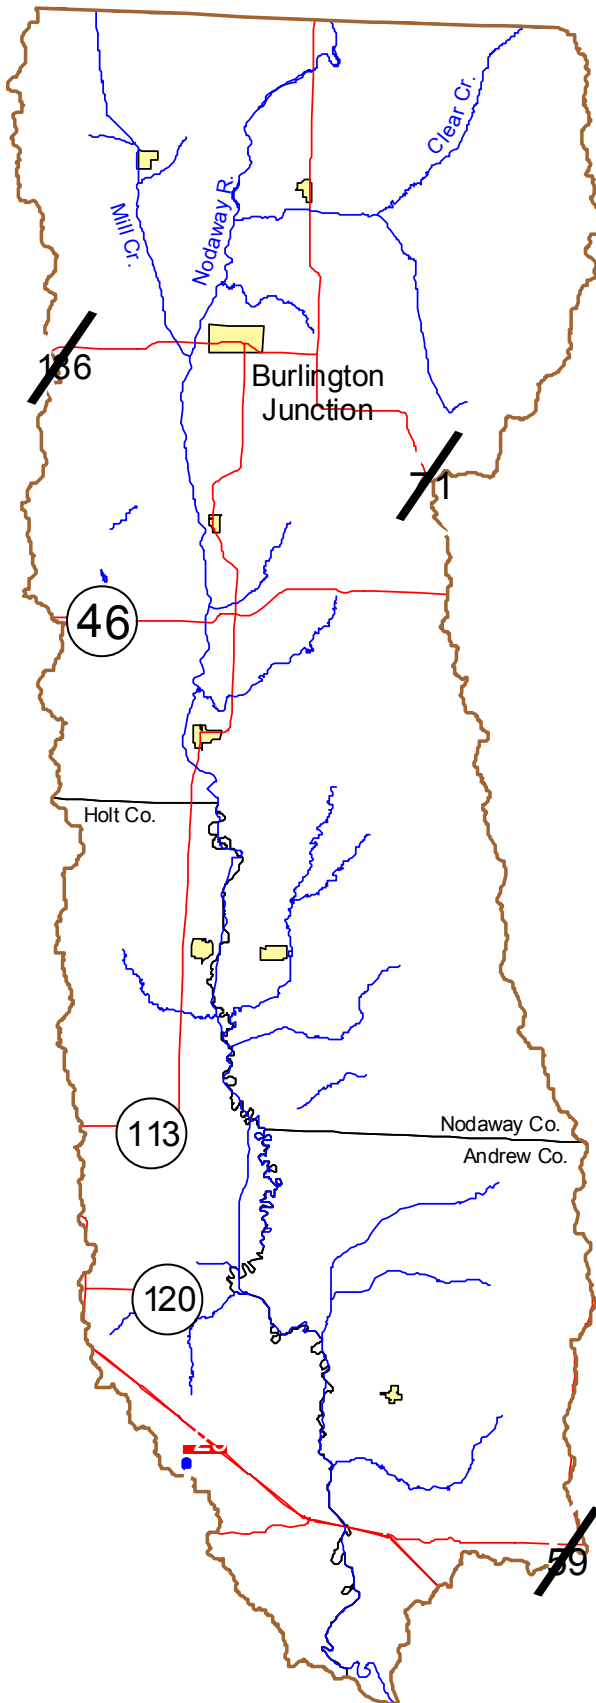 Clear Cr.
Mill Cr.
Nodaway R.
136
Burlington
Junction
71
46
Holt Co.
113
Nodaway Co.
Andrew Co.
120
59